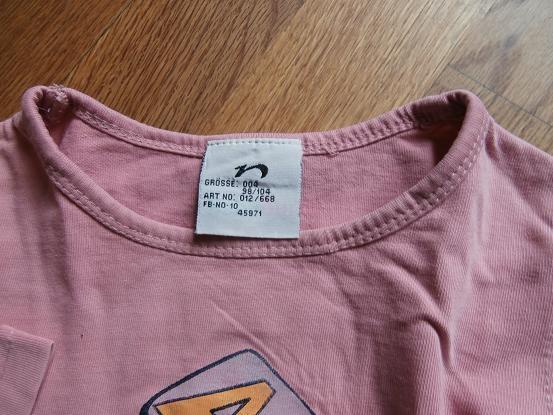 GRÖSSE: 004
98/104
ART NO: 012/668
FB-NO-10
45971